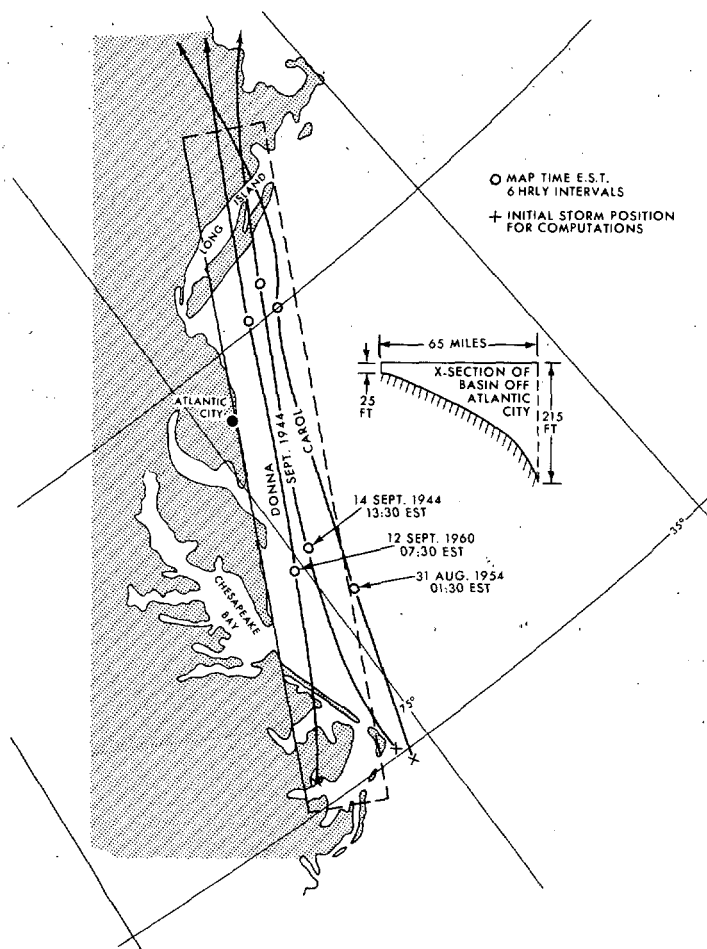 ○ MAP TIME E.S.T.
6 HRLY INTERVALS
+ INITIAL STORM POSITION
FOR COMPUTATIONS
LONG ISLAND
65 MILES
X-SECTION OF
BASIN OFF
ATLANTIC
CITY
25
FT
215
FT
ATLANTIC
CITY
DONNA
SEPT. 1944
CAROL
14 SEPT. 1944
13:30 EST
12 SEPT. 1960
07:30 EST
31 AUG. 1954
01:30 EST
CHESAPEAKE
BAY
35°
75°